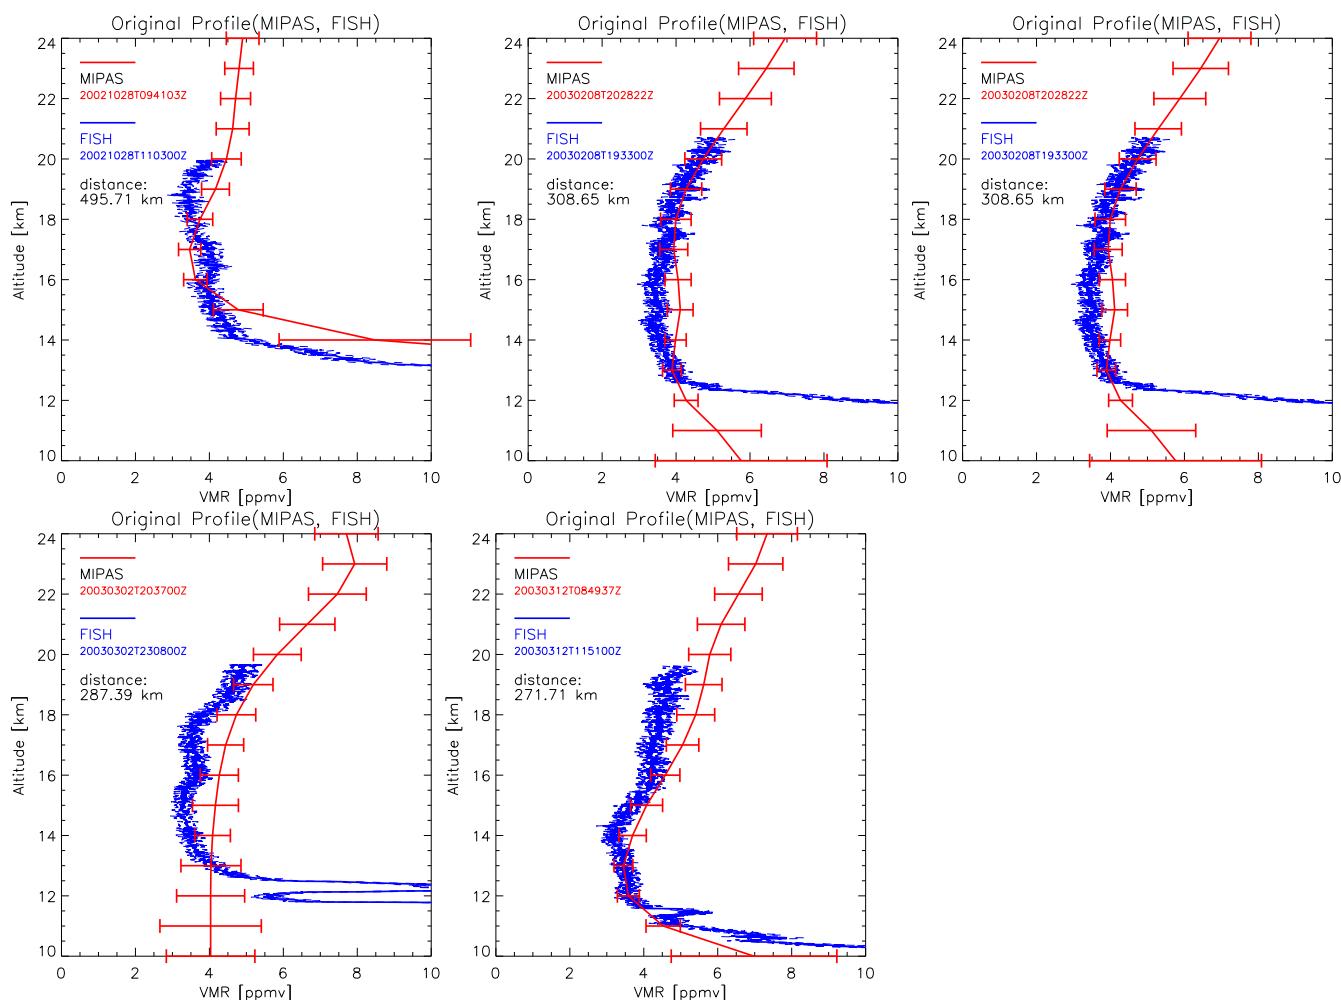 Original Profile(MIPAS, FISH)
24
22
20
18
16
14
12
10
Altitude [km]
MIPAS
20021028T094103Z
FISH
20021028T110300Z
distance:
495.71 km
0 2 4 6 8 10
VMR [ppmv]
Original Profile(MIPAS, FISH)
24
22
20
18
16
14
12
10
Altitude [km]
MIPAS
20030208T202822Z
FISH
20030208T193300Z
distance:
308.65 km
0 2 4 6 8 10
VMR [ppmv]
Original Profile(MIPAS, FISH)
24
22
20
18
16
14
12
10
Altitude [km]
MIPAS
20030208T202822Z
FISH
20030208T193300Z
distance:
308.65 km
0 2 4 6 8 10
VMR [ppmv]
Original Profile(MIPAS, FISH)
24
22
20
18
16
14
12
10
Altitude [km]
MIPAS
20030302T203700Z
FISH
20030302T230800Z
distance:
287.39 km
0 2 4 6 8 10
VMR [ppmv]
Original Profile(MIPAS, FISH)
24
22
20
18
16
14
12
10
Altitude [km]
MIPAS
20030312T084937Z
FISH
20030312T115100Z
distance:
271.71 km
0 2 4 6 8 10
VMR [ppmv]